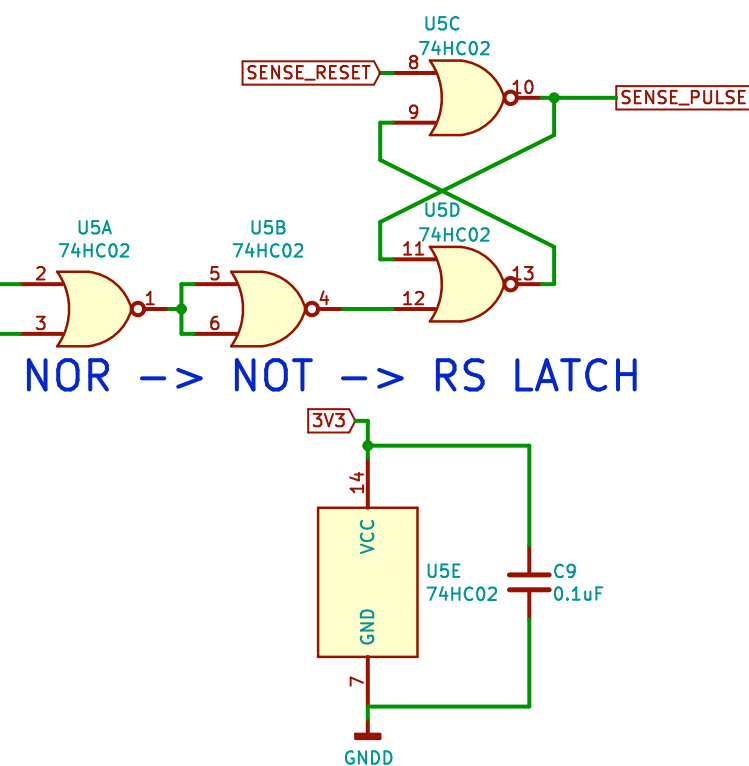 U5C
74HC02
SENSE_RESET
8
10
SENSE_PULSE
9
U5D
74HC02
11
13
12
U5A
74HC02
2
1
3
U5B
74HC02
5
4
6
NOR -> NOT -> RS LATCH
3V3
14
VCC
U5E
74HC02
GND
7
C9
0.1uF
GNDD